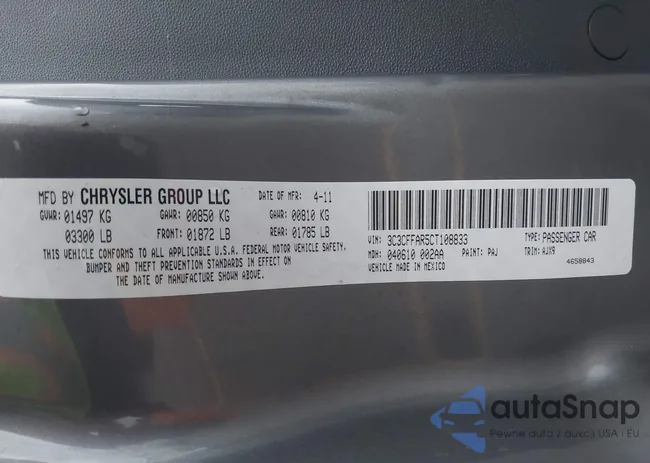 MFD BY CHRYSLER GROUP LLC DATE OF MFR: 4-11
GVWR: 01497 KG GAWR: 00850 KG GAWR: 00810 KG
03300 LB FRONT: 01872 LB REAR: 01785 LB
THIS VEHICLE CONFORMS TO ALL APPLICABLE U.S.A. FEDERAL MOTOR VEHICLE SAFETY,
BUMPER AND THEFT PREVENTION STANDARDS IN EFFECT ON
THE DATE OF MANUFACTURE SHOWN ABOVE.
VIN: 3C3CFFAR5CT108833 TYPE: PASSENGER CAR
MDH: 040610 002AA PAINT: PAJ TRIM: AJX9
VEHICLE MADE IN MEXICO 4658843
autaSnap
Pewne auta z aukcji USA · EU